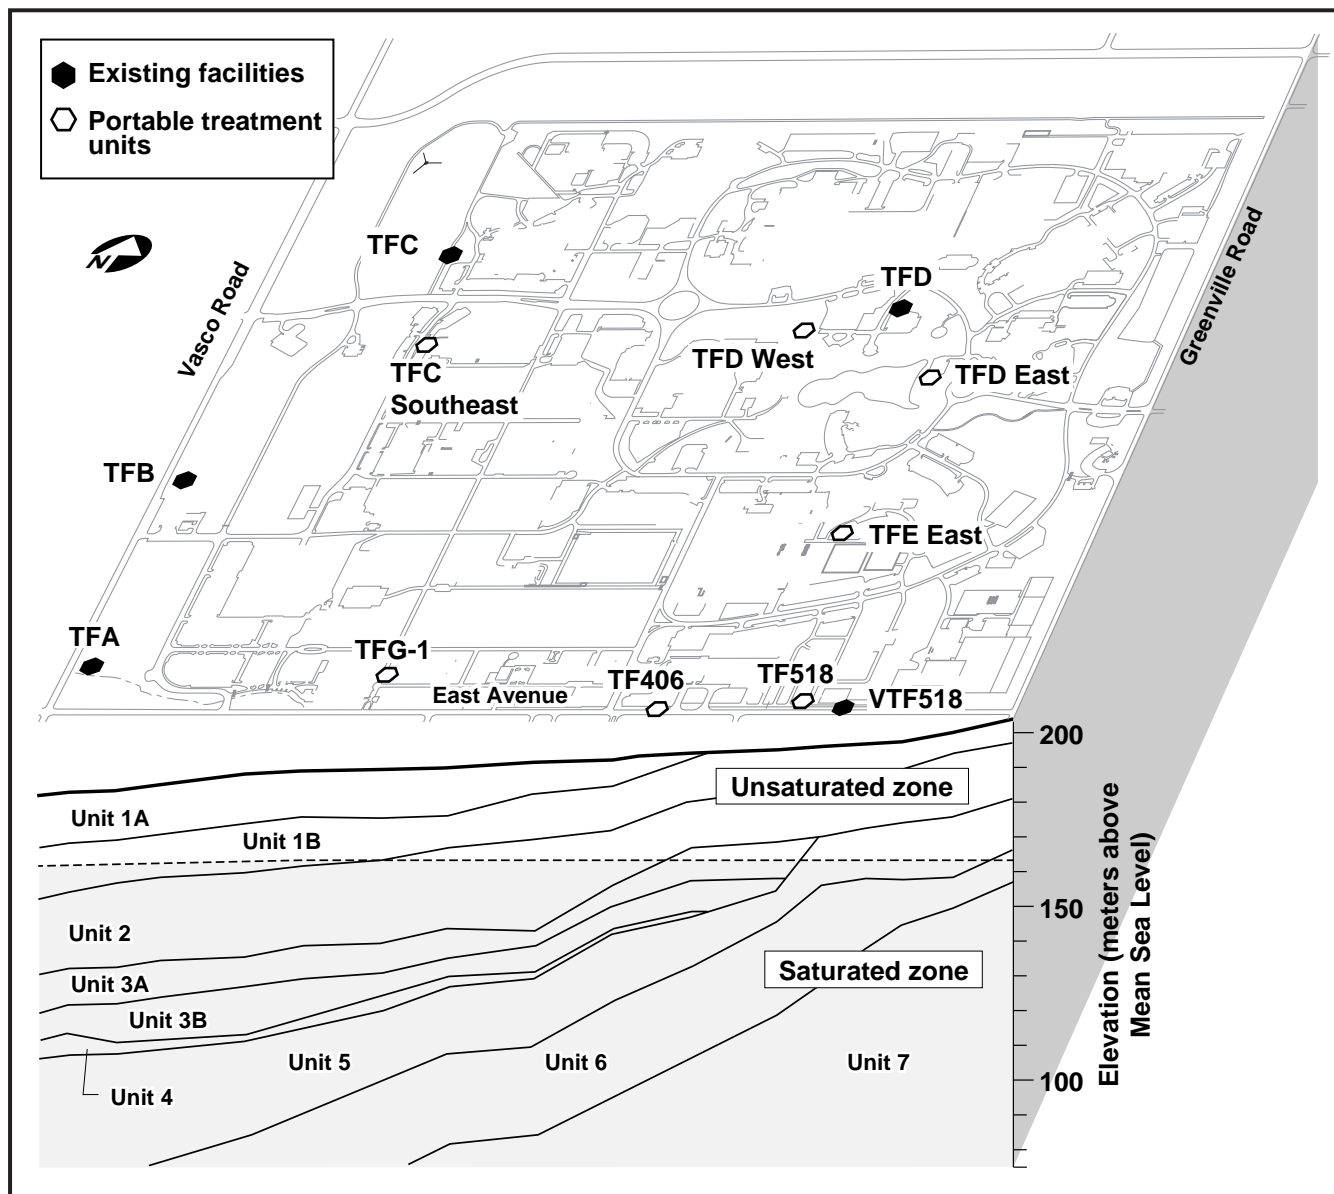 Existing facilities
Portable treatment
units
N
Vasco Road
Greenville Road
TFC
TFD
TFD West
TFD East
TFC
Southeast
TFB
TFE East
TFA
TFG-1
East Avenue
TF406
TF518
VTF518
200
150
100
Elevation (meters above
Mean Sea Level)
Unsaturated zone
Unit 1A
Unit 1B
Unit 2
Saturated zone
Unit 3A
Unit 3B
Unit 5
Unit 6
Unit 7
Unit 4